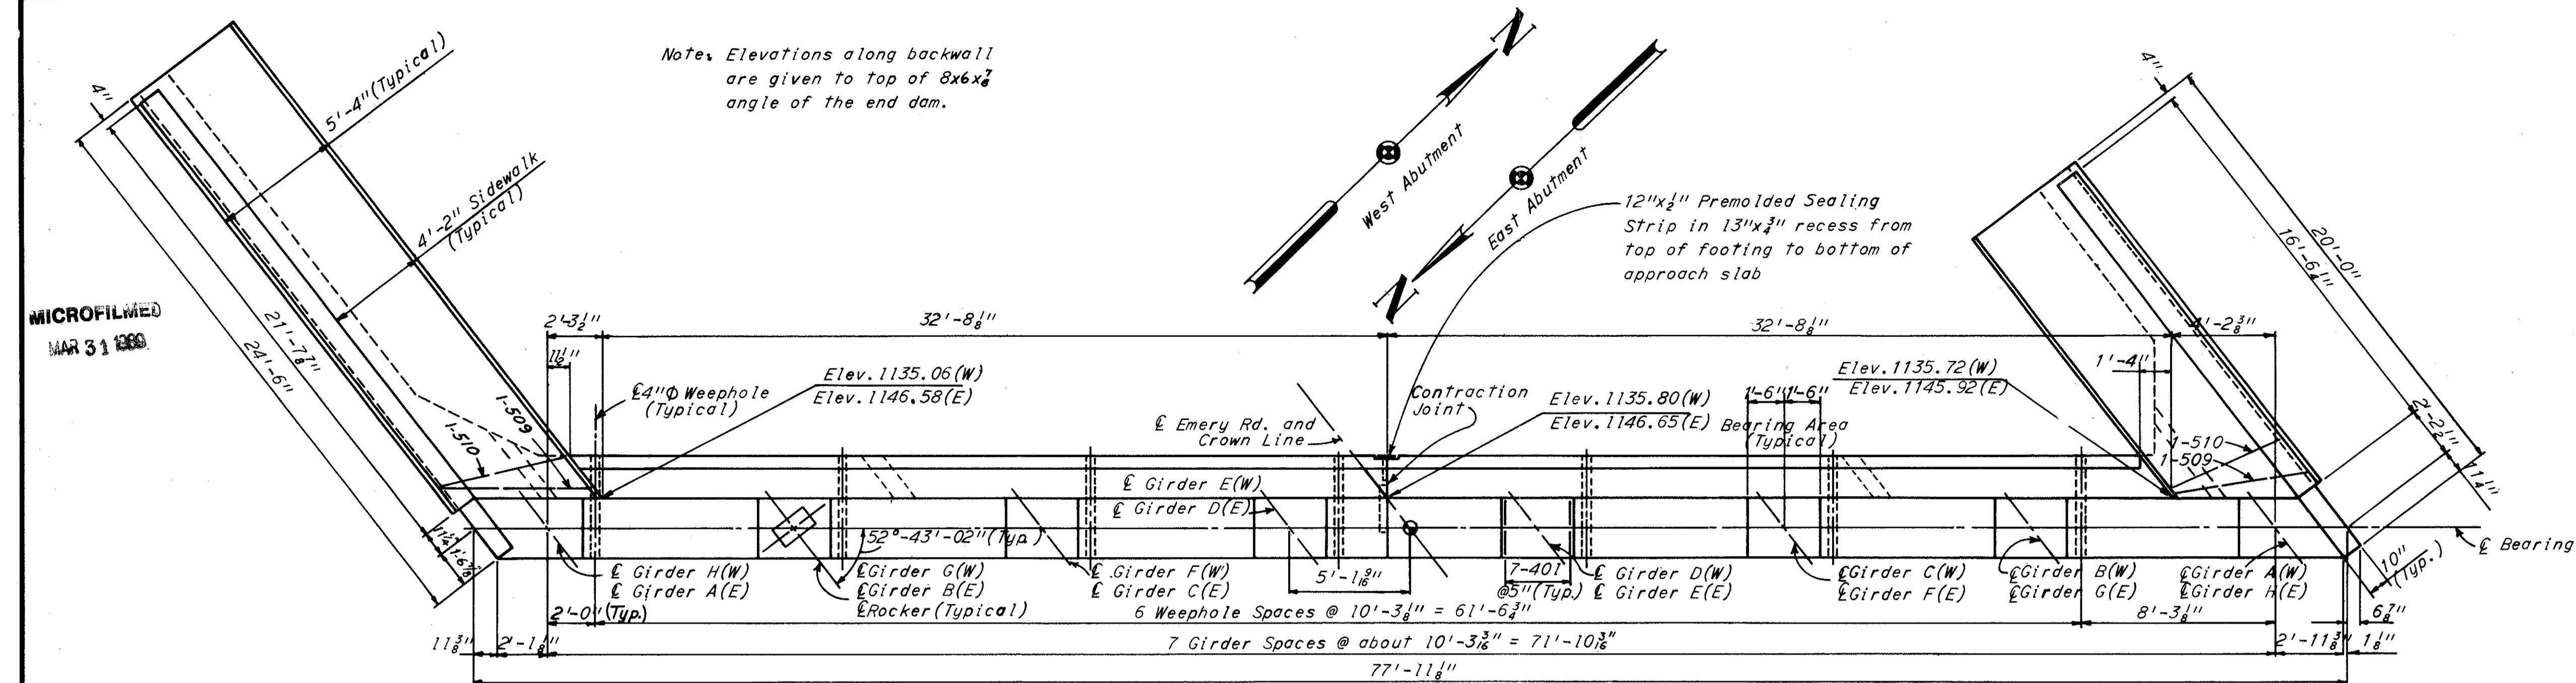 Note: Elevations along backwall
are given to top of 8x6x7/8
angle of the end dam.
N
N
West Abutment
East Abutment
4"
5'-4" (Typical)
4'-2" Sidewalk
(Typical)
21'-7 7/8"
24'-6"
MICROFILMED
MAR 31 1989
12"x1/2" Premolded Sealing
Strip in 13"x3/4" recess from
top of footing to bottom of
approach slab
4"
20'-0"
16'-6 1/4"
2'-3 1/2"
32'-8 1/8"
32'-8 1/8"
4'-2 3/8"
11 1/2"
1'-4"
℄ 4"Φ Weephole
(Typical)
Elev. 1135.06 (W)
Elev. 1146.58 (E)
℄ Emery Rd. and
Crown Line
Contraction
Joint
Elev. 1135.80 (W)
Elev. 1146.65 (E)
1'-6" 1'-6"
Bearing Area
(Typical)
Elev. 1135.72 (W)
Elev. 1145.92 (E)
1-509
1-510
1-510
1-509
2'-2 1/2"
11 1/4"
℄ Girder E(W)
℄ Girder D(E)
52°-43'-02" (Typ.)
℄ Bearing
10"
(Typ.)
℄ Girder H(W)
℄ Girder A(E)
℄ Girder G(W)
℄ Girder B(E)
℄ Rocker (Typical)
℄ Girder F(W)
℄ Girder C(E)
5'-1 9/16"
7-401
@5" (Typ.)
℄ Girder D(W)
℄ Girder E(E)
℄ Girder C(W)
℄ Girder F(E)
℄ Girder B(W)
℄ Girder G(E)
℄ Girder A(W)
℄ Girder H(E)
2'-0" (Typ.)
6 Weephole Spaces @ 10'-3 1/8" = 61'-6 3/4"
8'-3 1/8"
6 7/8"
11 3/8"
2'-1 1/8"
7 Girder Spaces @ about 10'-3 3/16" = 71'-10 3/16"
2'-11 3/8"
1 1/8"
77'-11 1/8"